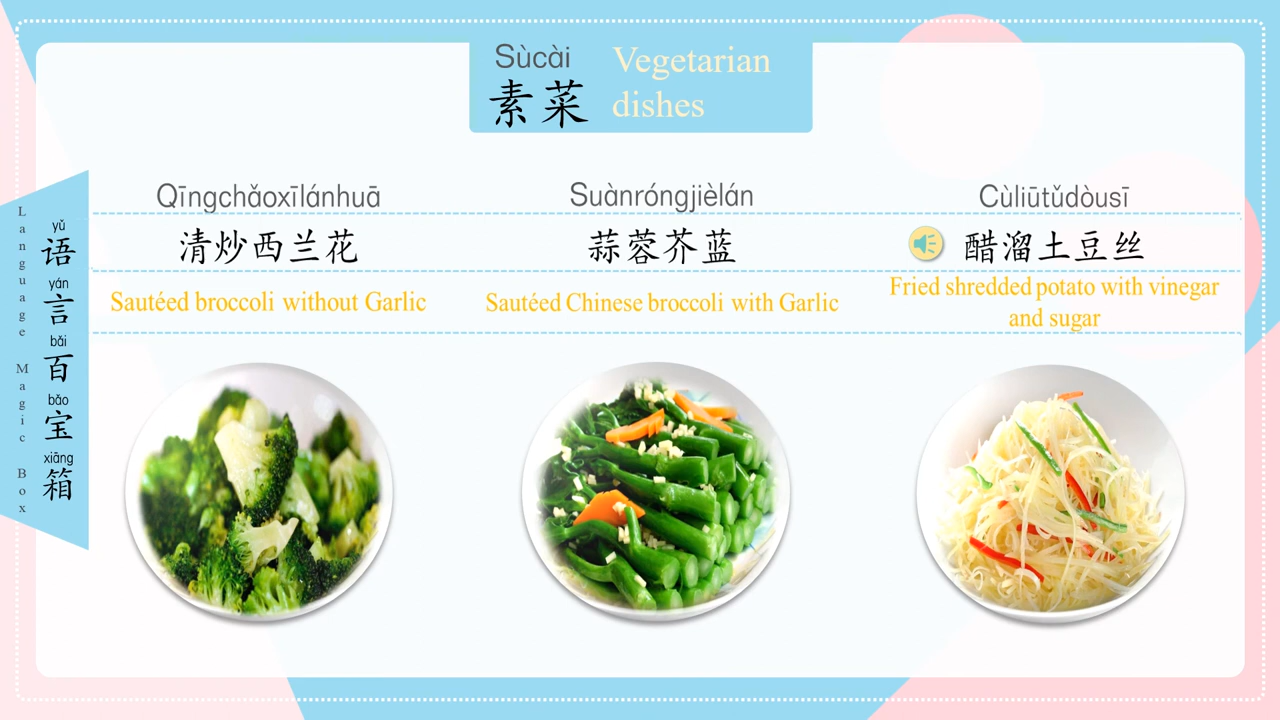 Sùcài
素菜
Vegetarian
dishes
Qīngchǎoxīlánhuā
清炒西兰花
Sautéed broccoli without Garlic
Suànróngjièlán
蒜蓉芥蓝
Sautéed Chinese broccoli with Garlic
Cùliūtǔdòusī
醋溜土豆丝
Fried shredded potato with vinegar
and sugar
Language Magic Box
yǔ
语
yán
言
bǎi
百
bǎo
宝
xiāng
箱